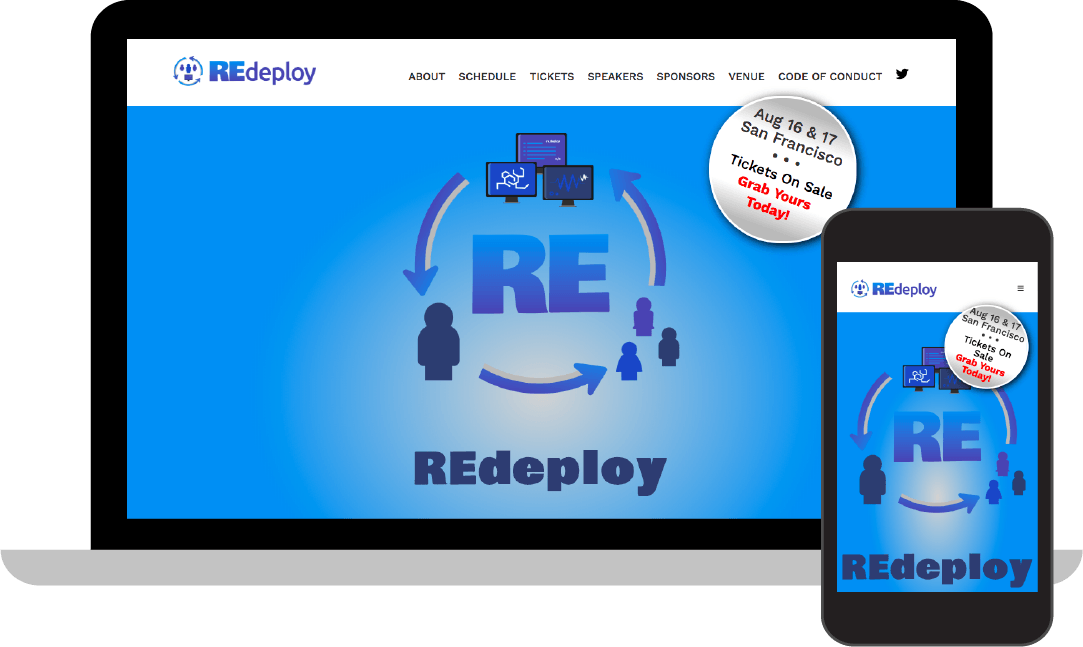 REdeploy
ABOUT SCHEDULE TICKETS SPEAKERS SPONSORS VENUE CODE OF CONDUCT
Aug 16 & 17
San Francisco
• • •
Tickets On Sale
Grab Yours
Today!
RE
REdeploy
REdeploy
Aug 16 & 17
San Francisco
• • •
Tickets On
Sale
Grab Yours
Today!
RE
REdeploy